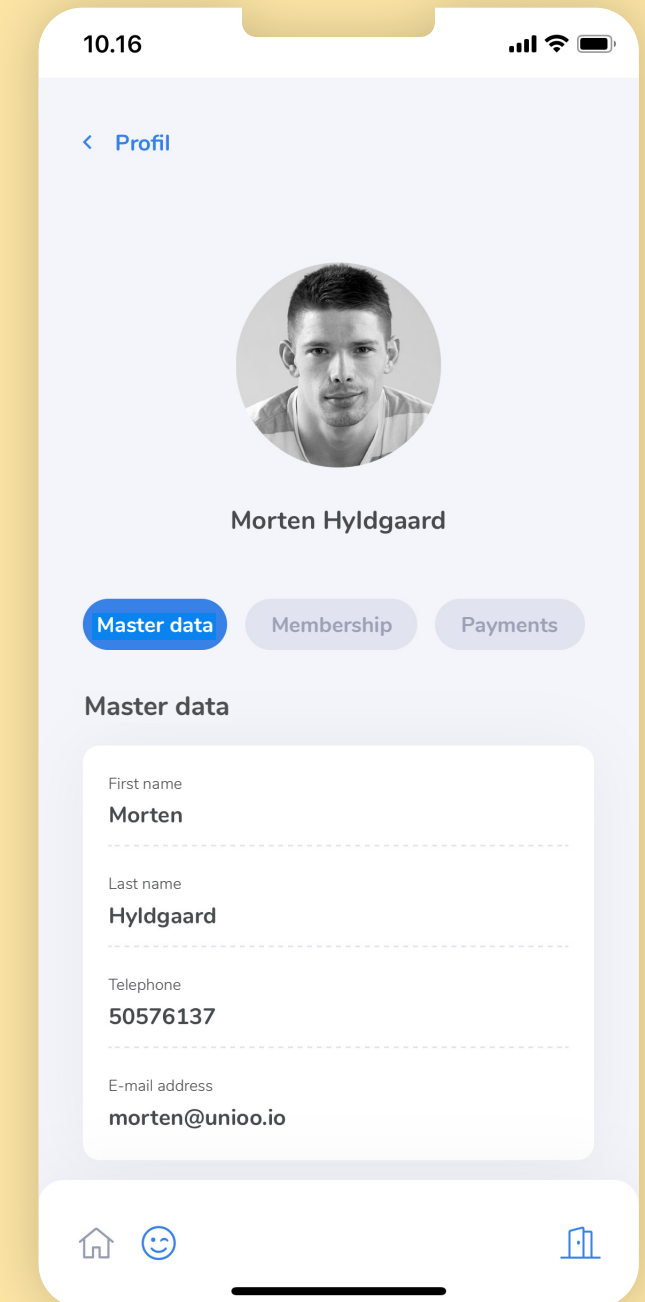 10.16
Profil
Morten Hyldgaard
Master data Membership Payments
Master data
First name
Morten
Last name
Hyldgaard
Telephone
50576137
E-mail address
morten@unioo.io